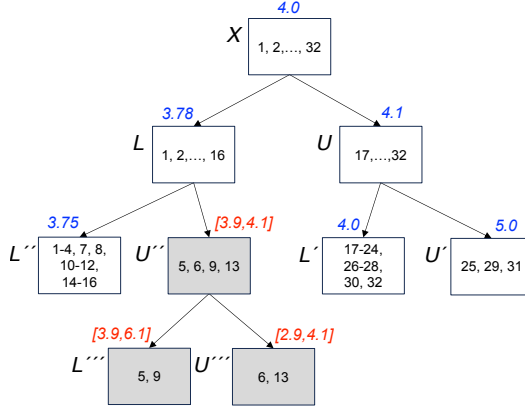 4.0
X
1, 2,…, 32
3.78
4.1
L
1, 2,…, 16
U
17,…,32
3.75
[3.9,4.1]
4.0
5.0
L´´
1-4, 7, 8,
10-12,
14-16
U´´
5, 6, 9, 13
L´
17-24,
26-28,
30, 32
U´
25, 29, 31
[3.9,6.1]
[2.9,4.1]
L´´´
5, 9
U´´´
6, 13